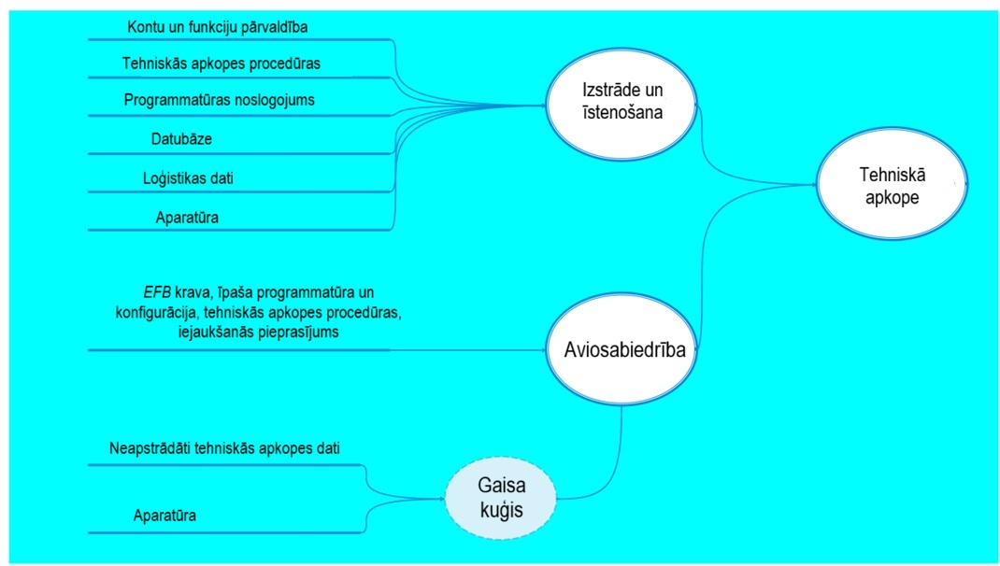 Kontu un funkciju pārvaldība
Tehniskās apkopes procedūras
Programmatūras noslogojums
Datubāze
Loģistikas dati
Aparatūra
Izstrāde un
īstenošana
Tehniskā
apkope
EFB krava, īpaša programmatūra un
konfigurācija, tehniskās apkopes procedūras,
iejaukšanās pieprasījums
Aviosabiedrība
Neapstrādāti tehniskās apkopes dati
Aparatūra
Gaisa
kuģis